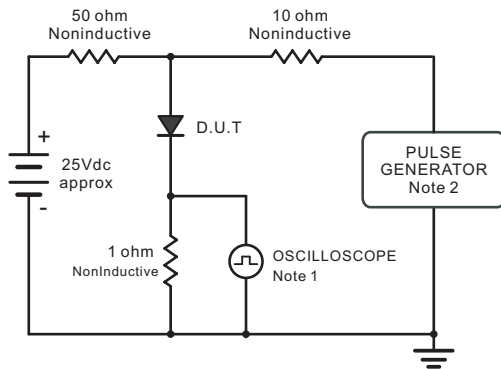 50 ohm
Noninductive
10 ohm
Noninductive
D.U.T
+
25Vdc
approx
-
PULSE
GENERATOR
Note 2
1 ohm
NonInductive
OSCILLOSCOPE
Note 1